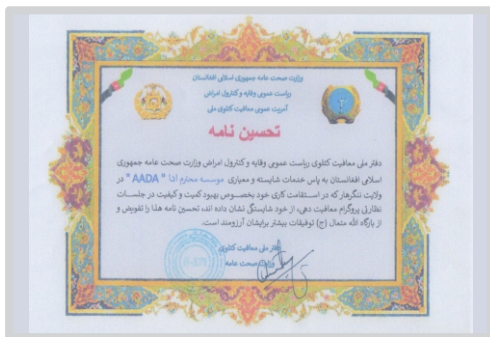 وزارت صحت عامه جمهوری اسلامی افغانستان
ریاست عمومی وقایه و کنترول امراض
آمریت عمومی معافیت کتلوی ملی
تحسین نامه
دفتر ملی معافیت کتلوی ریاست عمومی وقایه و کنترول امراض وزارت صحت عامه جمهوری
اسلامی افغانستان به پاس خدمات شایسته و معیاری موسسه محترم ادا " AADA " در
ولایت ننگرهار که در استقامت کاری خود بخصوص بهبود کمیت و کیفیت در جلسات
نظارتی پروگرام معافیت دهی، از خود شایستگی نشان داده اند، تحسین نامه هذا را تفویض و
از بارگاه الله متعال (ج) توفیقات بیشتر برایشان آرزومند است.
دفتر ملی معافیت کتلوی
وزارت صحت عامه